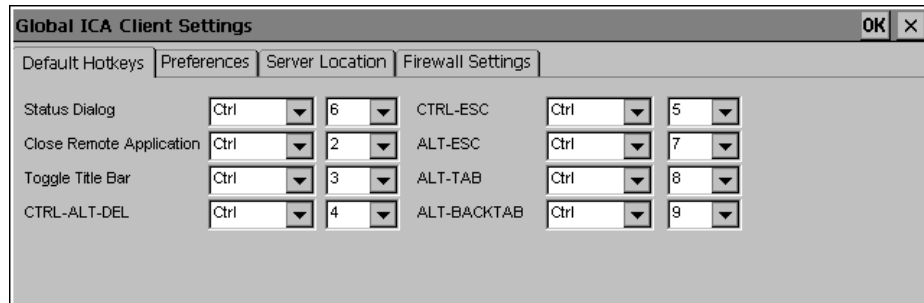 Global ICA Client Settings OK ×
Default Hotkeys Preferences Server Location Firewall Settings
Status Dialog Ctrl 6 CTRL-ESC Ctrl 5
Close Remote Application Ctrl 2 ALT-ESC Ctrl 7
Toggle Title Bar Ctrl 3 ALT-TAB Ctrl 8
CTRL-ALT-DEL Ctrl 4 ALT-BACKTAB Ctrl 9